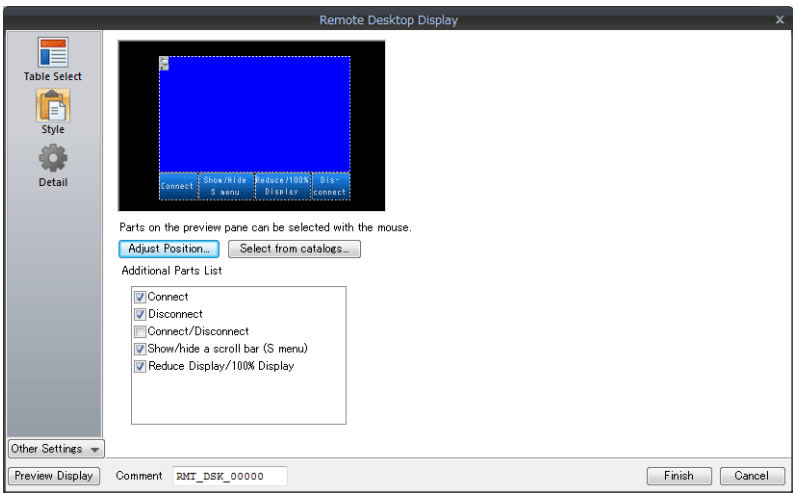 Remote Desktop Display
x
Table Select
Style
Detail
Connect
Show/Hide
S menu
Reduce/100%
Display
Dis-
connect
Parts on the preview pane can be selected with the mouse.
Adjust Position...
Select from catalogs...
Additional Parts List
Connect
Disconnect
Connect/Disconnect
Show/hide a scroll bar (S menu)
Reduce Display/100% Display
Other Settings
Preview Display
Comment
RMT_DSK_00000
Finish
Cancel